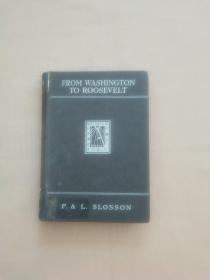 FROM WASHINGTON
TO ROOSEVELT
P. & L. SLOSSON